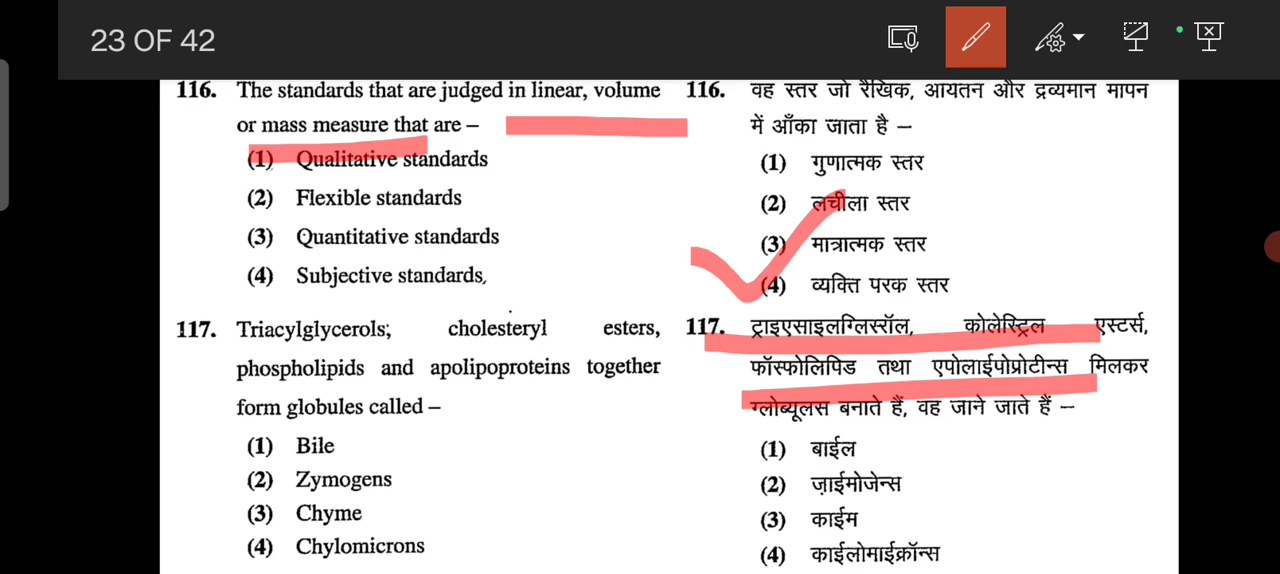 23 OF 42
116. The standards that are judged in linear, volume
or mass measure that are –
(1) Qualitative standards
(2) Flexible standards
(3) Quantitative standards
(4) Subjective standards
117. Triacylglycerols; cholesteryl esters,
phospholipids and apolipoproteins together
form globules called –
(1) Bile
(2) Zymogens
(3) Chyme
(4) Chylomicrons
116. वह स्तर जो रैखिक, आयतन और द्रव्यमान मापन
में आँका जाता है –
(1) गुणात्मक स्तर
(2) लचीला स्तर
(3) मात्रात्मक स्तर
(4) व्यक्ति परक स्तर
117. ट्राइएसाइलग्लिस्रॉल, कोलेस्ट्रिल एस्टर्स,
फॉस्फोलिपिड तथा एपोलाईपोप्रोटीन्स मिलकर
ग्लोब्यूलस बनाते हैं, वह जाने जाते हैं –
(1) बाईल
(2) ज़ाईमोजेन्स
(3) काईम
(4) काईलोमाईक्रॉन्स